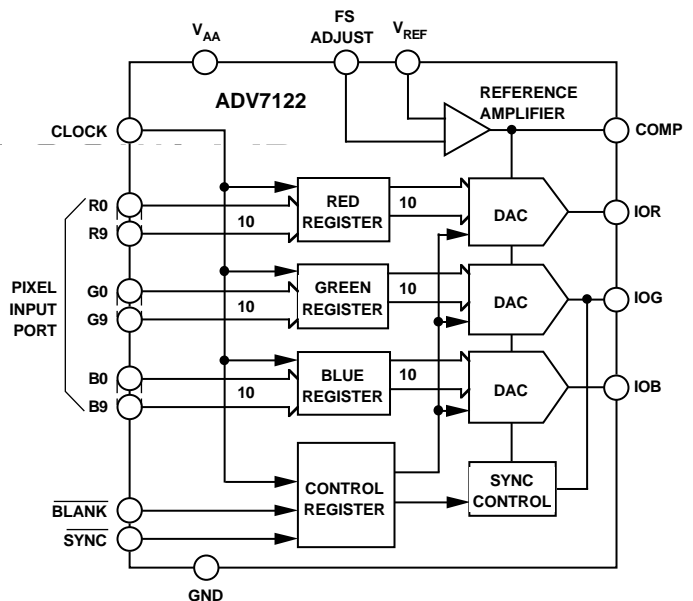 FS
ADJUST
VAA
VREF
ADV7122
REFERENCE
AMPLIFIER
CLOCK
COMP
R0
R9
10
RED
REGISTER
10
DAC
IOR
PIXEL
INPUT
PORT
G0
G9
10
GREEN
REGISTER
10
DAC
IOG
B0
B9
10
BLUE
REGISTER
10
DAC
IOB
BLANK
SYNC
CONTROL
REGISTER
SYNC
CONTROL
GND